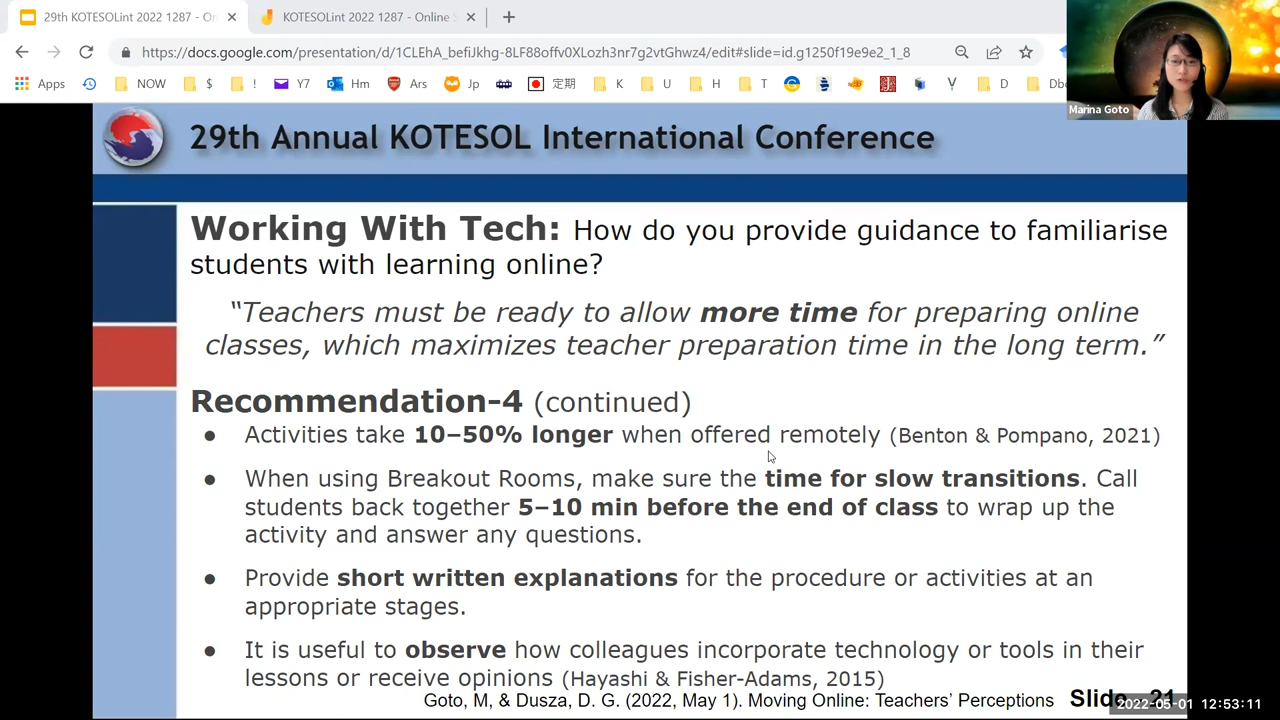 29th KOTESOLint 2022 1287 - On
KOTESOLint 2022 1287 - Online S
https://docs.google.com/presentation/d/1CLEhA_befiJkhg-8LF88offv0XLozh3nr7g2vtGhwz4/edit#slide=id.g1250f19e9e2_1_8
Apps NOW $ ! Y7 Hm Ars Jp 定期 K U H T D
Marina Goto
29th Annual KOTESOL International Conference
Working With Tech: How do you provide guidance to familiarise
students with learning online?
“Teachers must be ready to allow more time for preparing online
classes, which maximizes teacher preparation time in the long term.”
Recommendation-4 (continued)
● Activities take 10–50% longer when offered remotely (Benton & Pompano, 2021)
● When using Breakout Rooms, make sure the time for slow transitions. Call
students back together 5–10 min before the end of class to wrap up the
activity and answer any questions.
● Provide short written explanations for the procedure or activities at an
appropriate stages.
● It is useful to observe how colleagues incorporate technology or tools in their
lessons or receive opinions (Hayashi & Fisher-Adams, 2015)
Goto, M, & Dusza, D. G. (2022, May 1). Moving Online: Teachers’ Perceptions Slide 21
2022-05-01 12:53:11